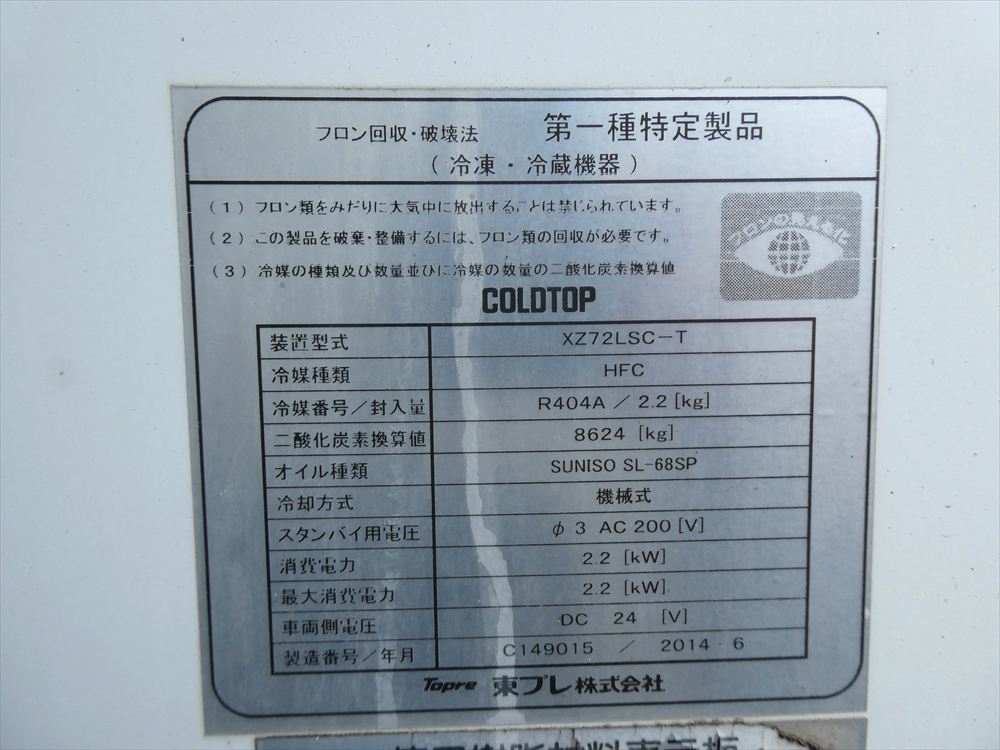 フロン回収・破壊法 第一種特定製品
(冷凍・冷蔵機器)
(1) フロン類をみだりに大気中に放出することは禁じられています。
(2) この製品を破棄・整備するには、フロン類の回収が必要です。
(3) 冷媒の種類及び数量並びに冷媒の数量の二酸化炭素換算値
フロンの見える化
COLDTOP
装置型式 XZ72LSC-T
冷媒種類 HFC
冷媒番号/封入量 R404A / 2.2 [kg]
二酸化炭素換算値 8624 [kg]
オイル種類 SUNISO SL-68SP
冷却方式 機械式
スタンバイ用電圧 φ 3 AC 200 [V]
消費電力 2.2 [kW]
最大消費電力 2.2 [kW]
車両側電圧 DC 24 [V]
製造番号/年月 C149015 / 2014 6
Topre 東プレ株式会社